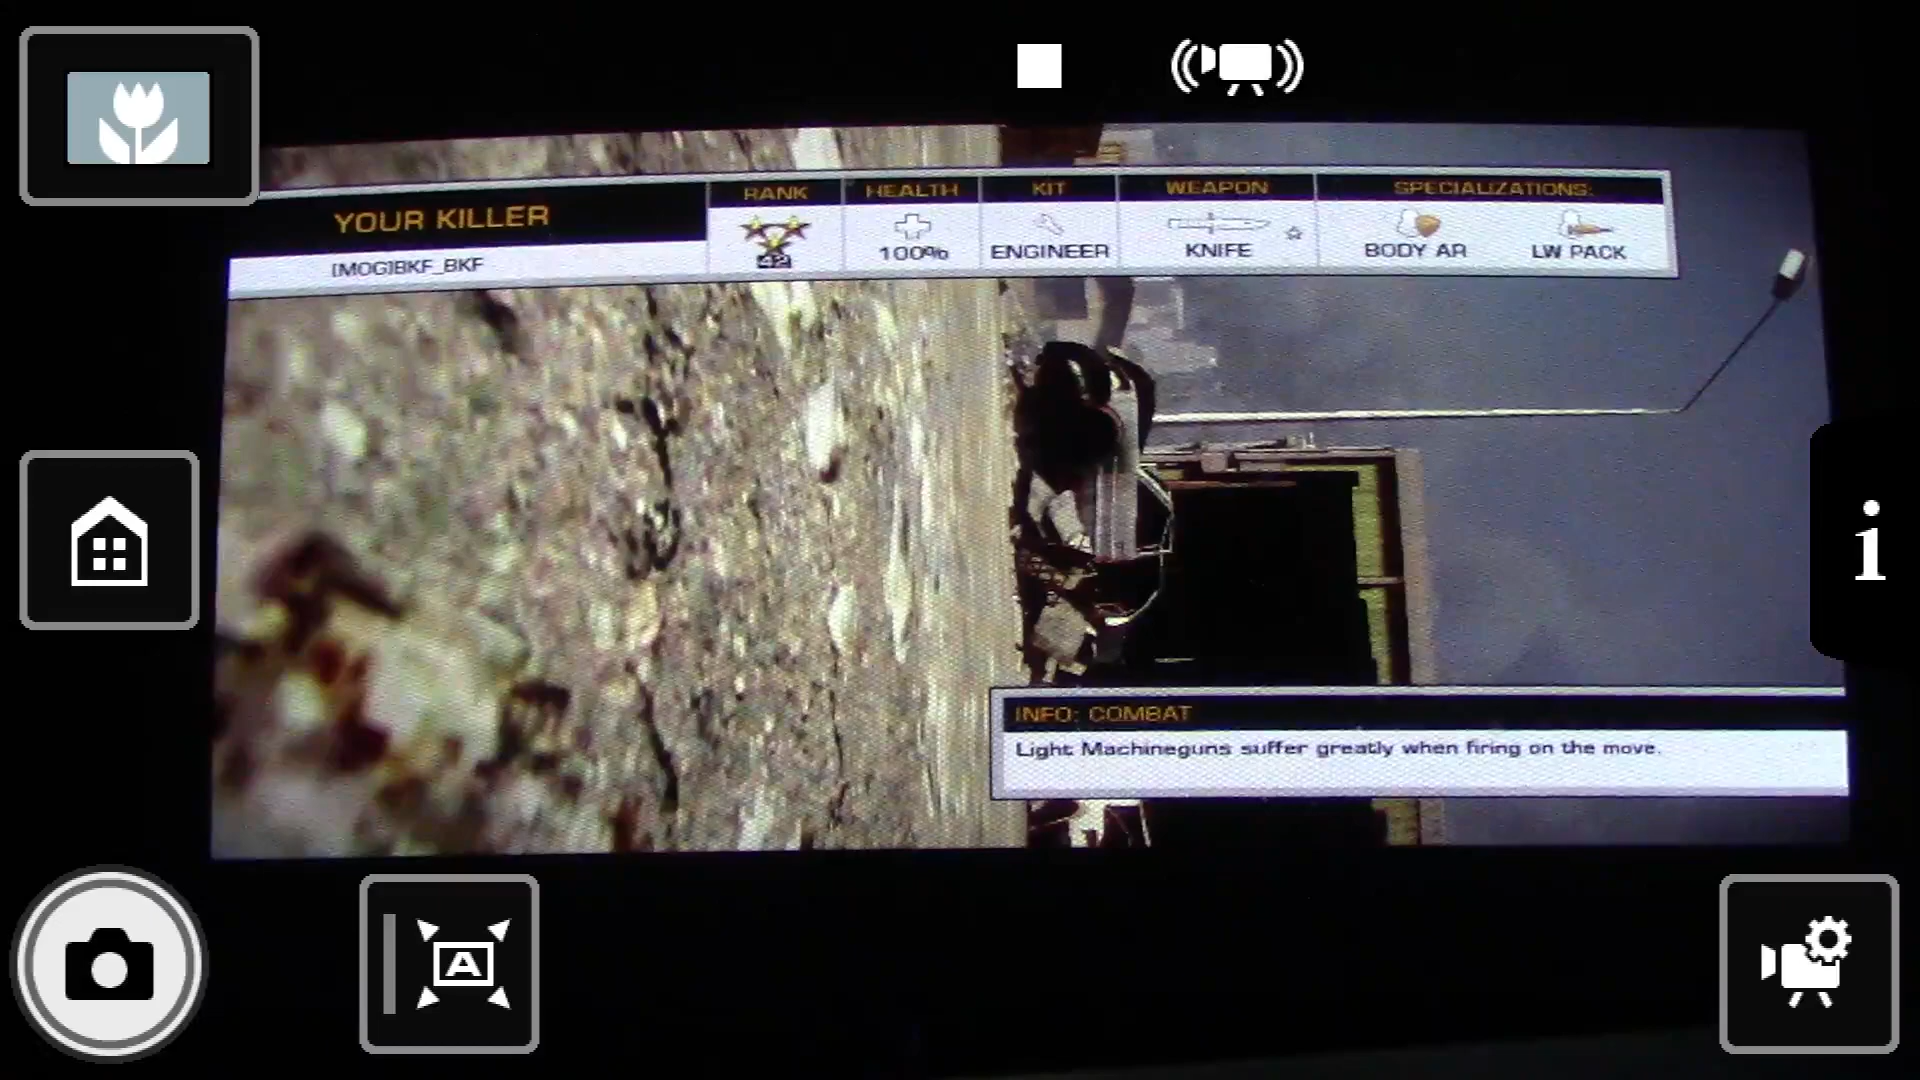 RANK HEALTH KIT WEAPON SPECIALIZATIONS:
YOUR KILLER
42 100% ENGINEER KNIFE BODY AR LW PACK
[MOG]BKF_BKF
INFO: COMBAT
Light Machineguns suffer greatly when firing on the move.
i
A